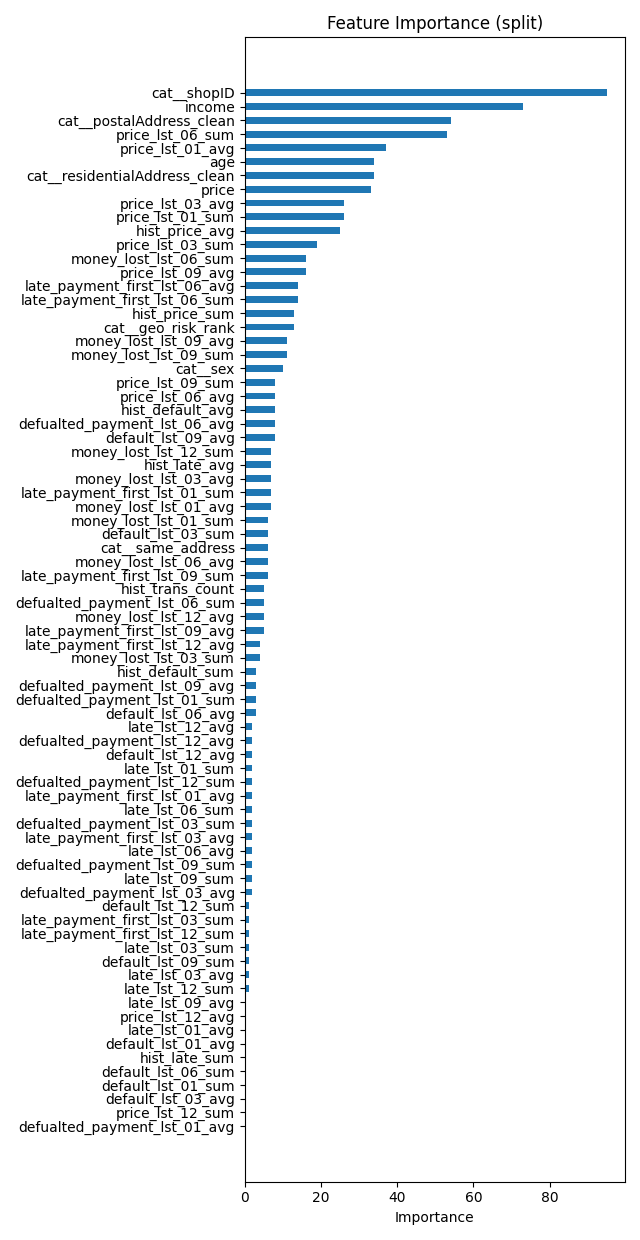 Feature Importance (split)
cat__shopID
income
cat__postalAddress_clean
price_lst_06_sum
price_lst_01_avg
age
cat__residentialAddress_clean
price
price_lst_03_avg
price_lst_01_sum
hist_price_avg
price_lst_03_sum
money_lost_lst_06_sum
price_lst_09_avg
late_payment_first_lst_06_avg
late_payment_first_lst_06_sum
hist_price_sum
cat__geo_risk_rank
money_lost_lst_09_avg
money_lost_lst_09_sum
cat__sex
price_lst_09_sum
price_lst_06_avg
hist_default_avg
defualted_payment_lst_06_avg
default_lst_09_avg
money_lost_lst_12_sum
hist_late_avg
money_lost_lst_03_avg
late_payment_first_lst_01_sum
money_lost_lst_01_avg
money_lost_lst_01_sum
default_lst_03_sum
cat__same_address
money_lost_lst_06_avg
late_payment_first_lst_09_sum
hist_trans_count
defualted_payment_lst_06_sum
money_lost_lst_12_avg
late_payment_first_lst_09_avg
late_payment_first_lst_12_avg
money_lost_lst_03_sum
hist_default_sum
defualted_payment_lst_09_avg
defualted_payment_lst_01_sum
default_lst_06_avg
late_lst_12_avg
defualted_payment_lst_12_avg
default_lst_12_avg
late_lst_01_sum
defualted_payment_lst_12_sum
late_payment_first_lst_01_avg
late_lst_06_sum
defualted_payment_lst_03_sum
late_payment_first_lst_03_avg
late_lst_06_avg
defualted_payment_lst_09_sum
late_lst_09_sum
defualted_payment_lst_03_avg
default_lst_12_sum
late_payment_first_lst_03_sum
late_payment_first_lst_12_sum
late_lst_03_sum
default_lst_09_sum
late_lst_03_avg
late_lst_12_sum
late_lst_09_avg
price_lst_12_avg
late_lst_01_avg
default_lst_01_avg
hist_late_sum
default_lst_06_sum
default_lst_01_sum
default_lst_03_avg
price_lst_12_sum
defualted_payment_lst_01_avg
0 20 40 60 80
Importance